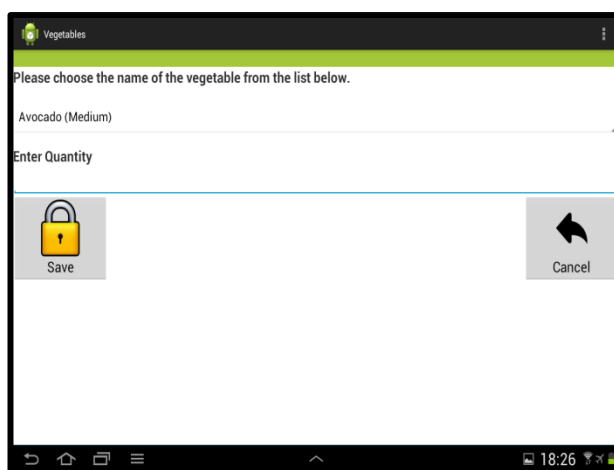 Vegetables
Please choose the name of the vegetable from the list below.
Avocado (Medium)
Enter Quantity
Save
Cancel
18:26